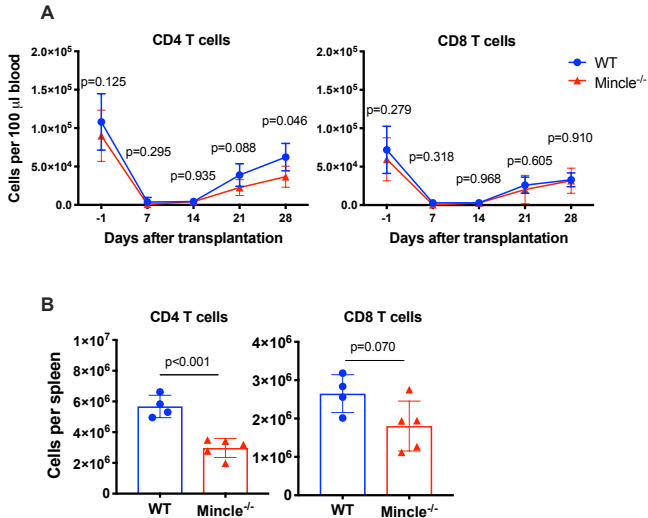 A
CD4 T cells
CD8 T cells
WT
Mincle⁻/⁻
Cells per 100 µl blood
2.0×10⁵
1.5×10⁵
1.0×10⁵
5.0×10⁴
0.0
p=0.125
p=0.295
p=0.935
p=0.088
p=0.046
-1 7 14 21 28
Days after transplantation
2.0×10⁵
1.5×10⁵
1.0×10⁵
5.0×10⁴
0.0
p=0.279
p=0.318
p=0.968
p=0.605
p=0.910
-1 7 14 21 28
Days after transplantation
B
CD4 T cells
CD8 T cells
Cells per spleen
1×10⁷
8×10⁶
6×10⁶
4×10⁶
2×10⁶
p<0.001
WT Mincle⁻/⁻
4×10⁶
3×10⁶
2×10⁶
1×10⁶
0
p=0.070
WT Mincle⁻/⁻